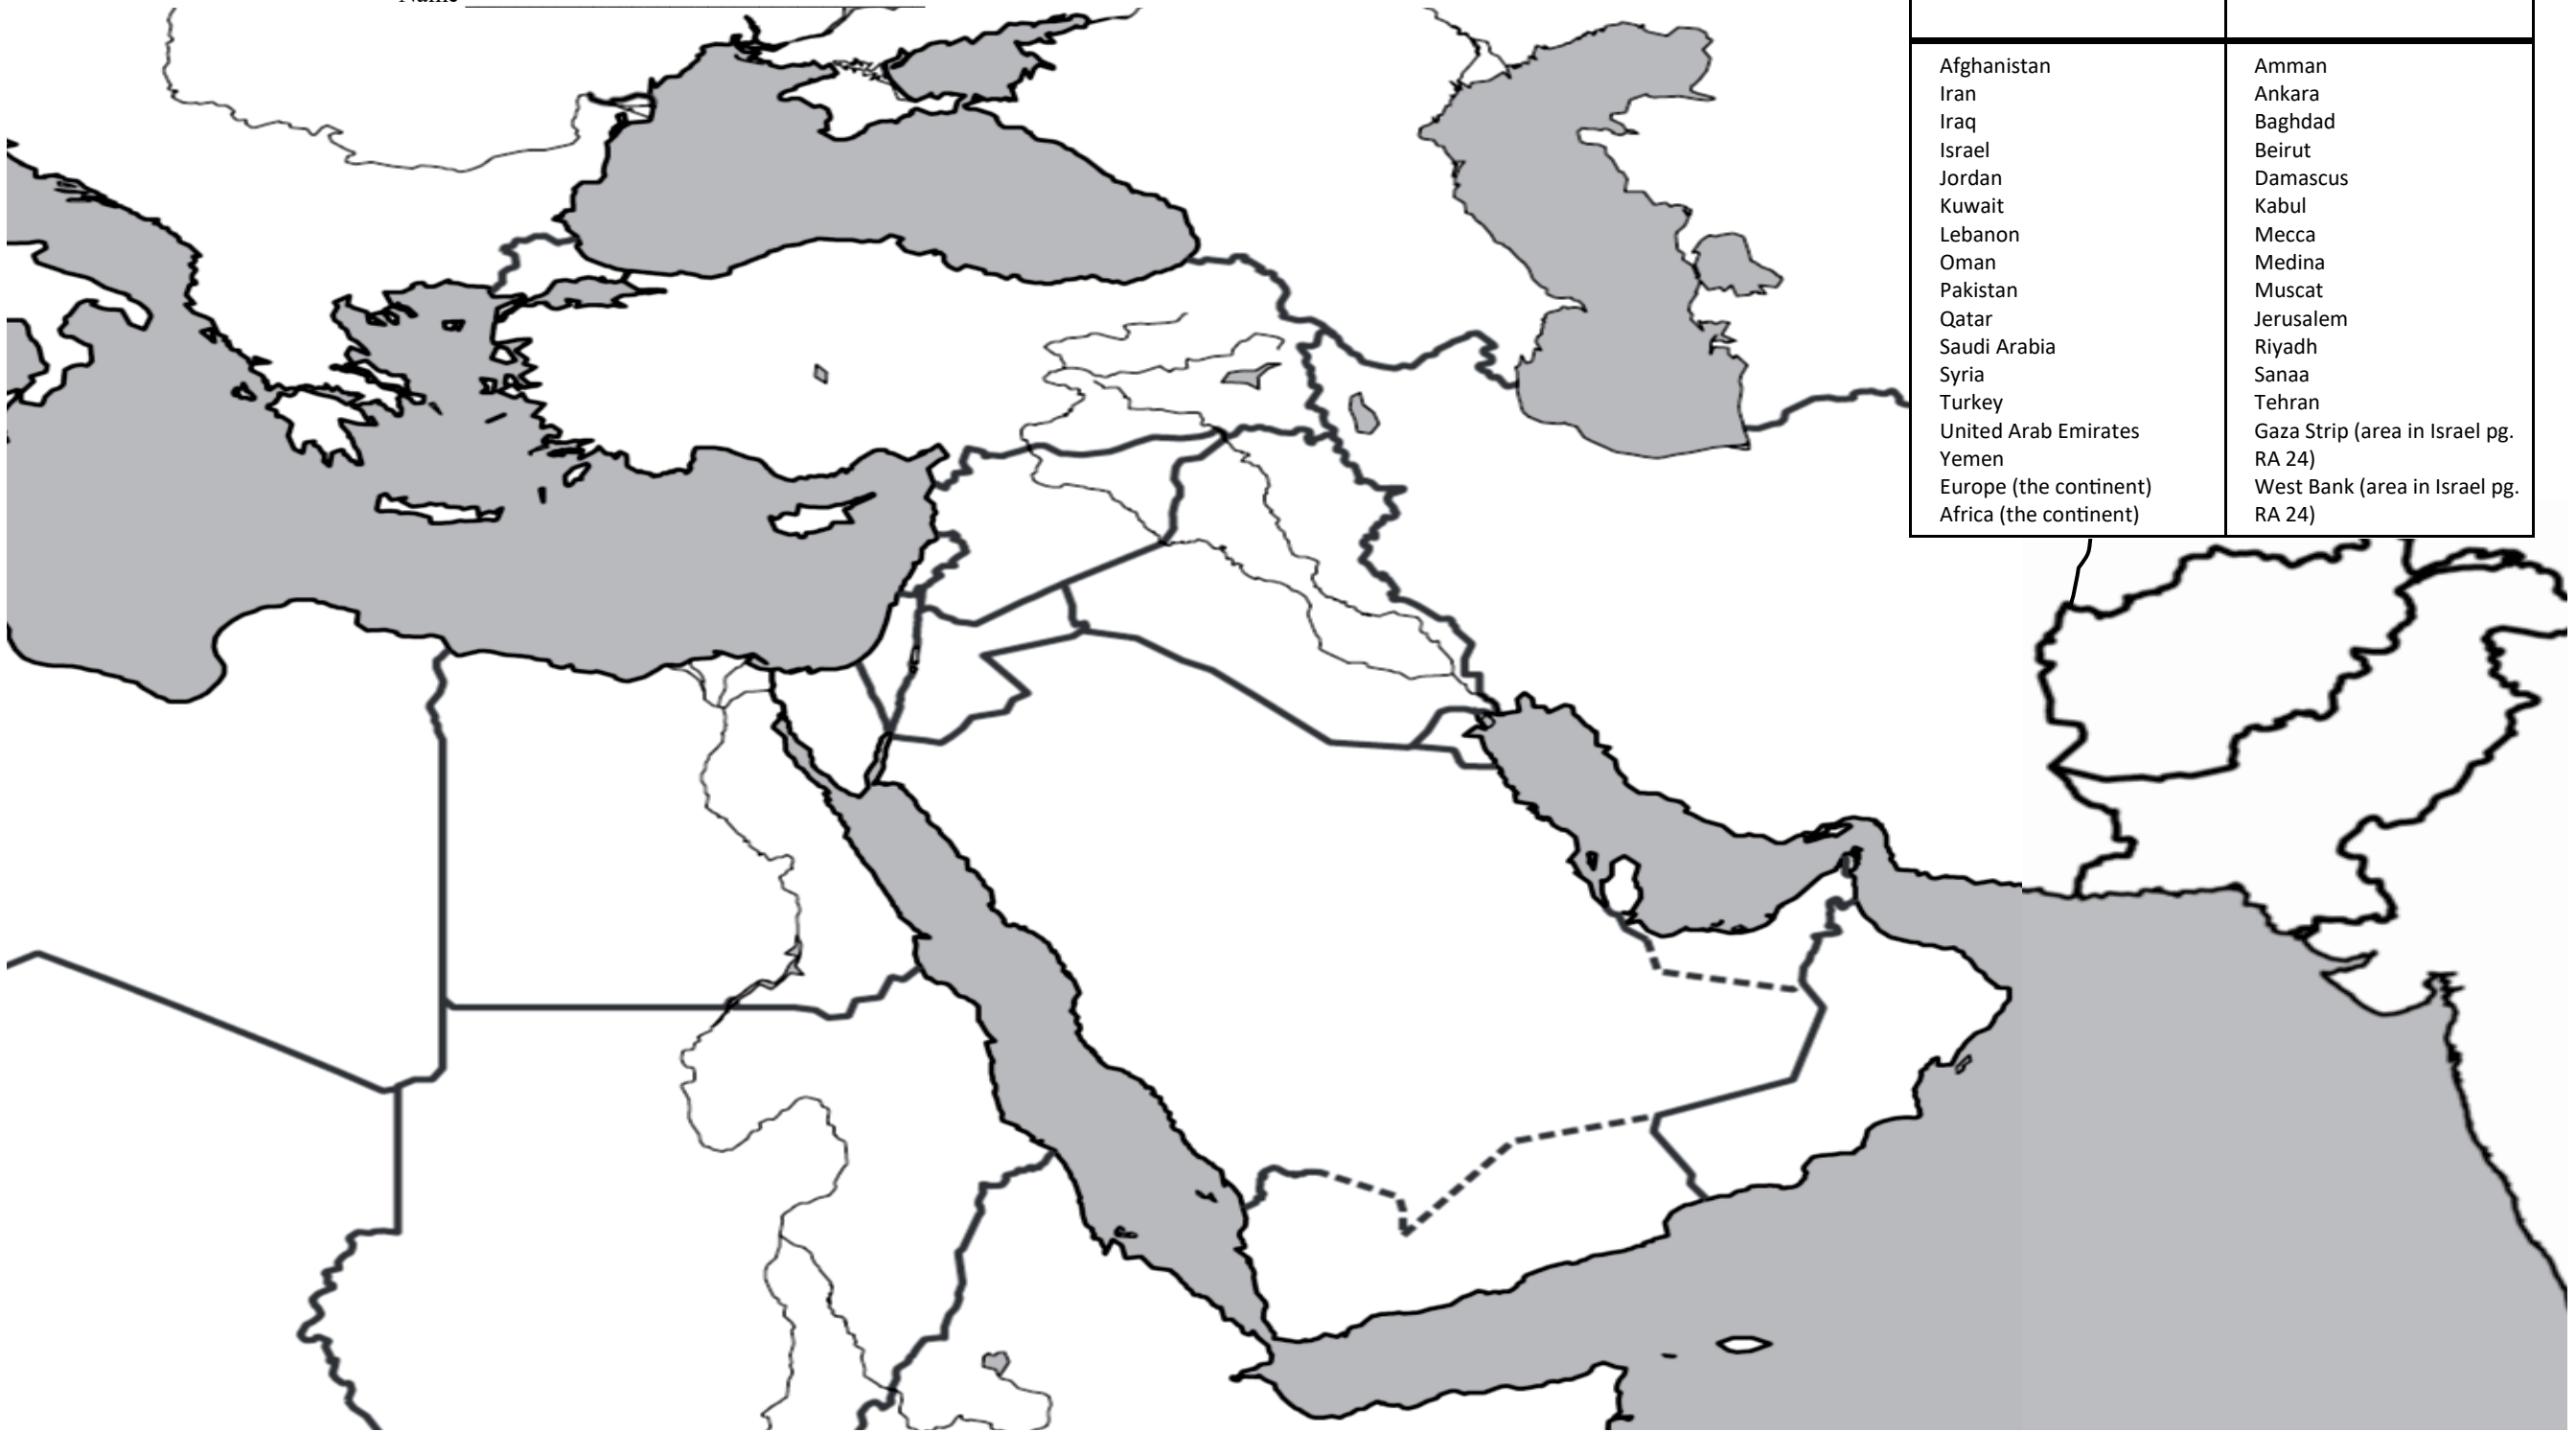 Name
Afghanistan
Iran
Iraq
Israel
Jordan
Kuwait
Lebanon
Oman
Pakistan
Qatar
Saudi Arabia
Syria
Turkey
United Arab Emirates
Yemen
Europe (the continent)
Africa (the continent)
Amman
Ankara
Baghdad
Beirut
Damascus
Kabul
Mecca
Medina
Muscat
Jerusalem
Riyadh
Sanaa
Tehran
Gaza Strip (area in Israel pg.
RA 24)
West Bank (area in Israel pg.
RA 24)